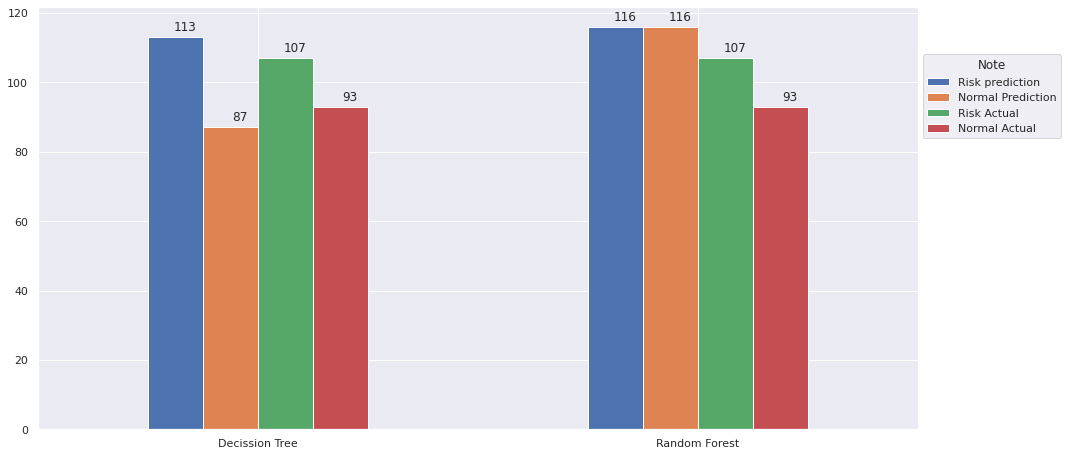 120
100
80
60
40
20
0
113
87
107
93
116
116
107
93
Decission Tree
Random Forest
Note
Risk prediction
Normal Prediction
Risk Actual
Normal Actual